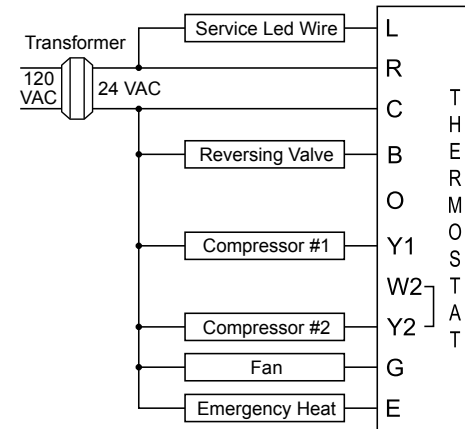 Service Led Wire
L
Transformer
R
120
VAC
24 VAC
C
THERMOSTAT
Reversing Valve
B
O
Compressor #1
Y1
W2
Compressor #2
Y2
Fan
G
Emergency Heat
E